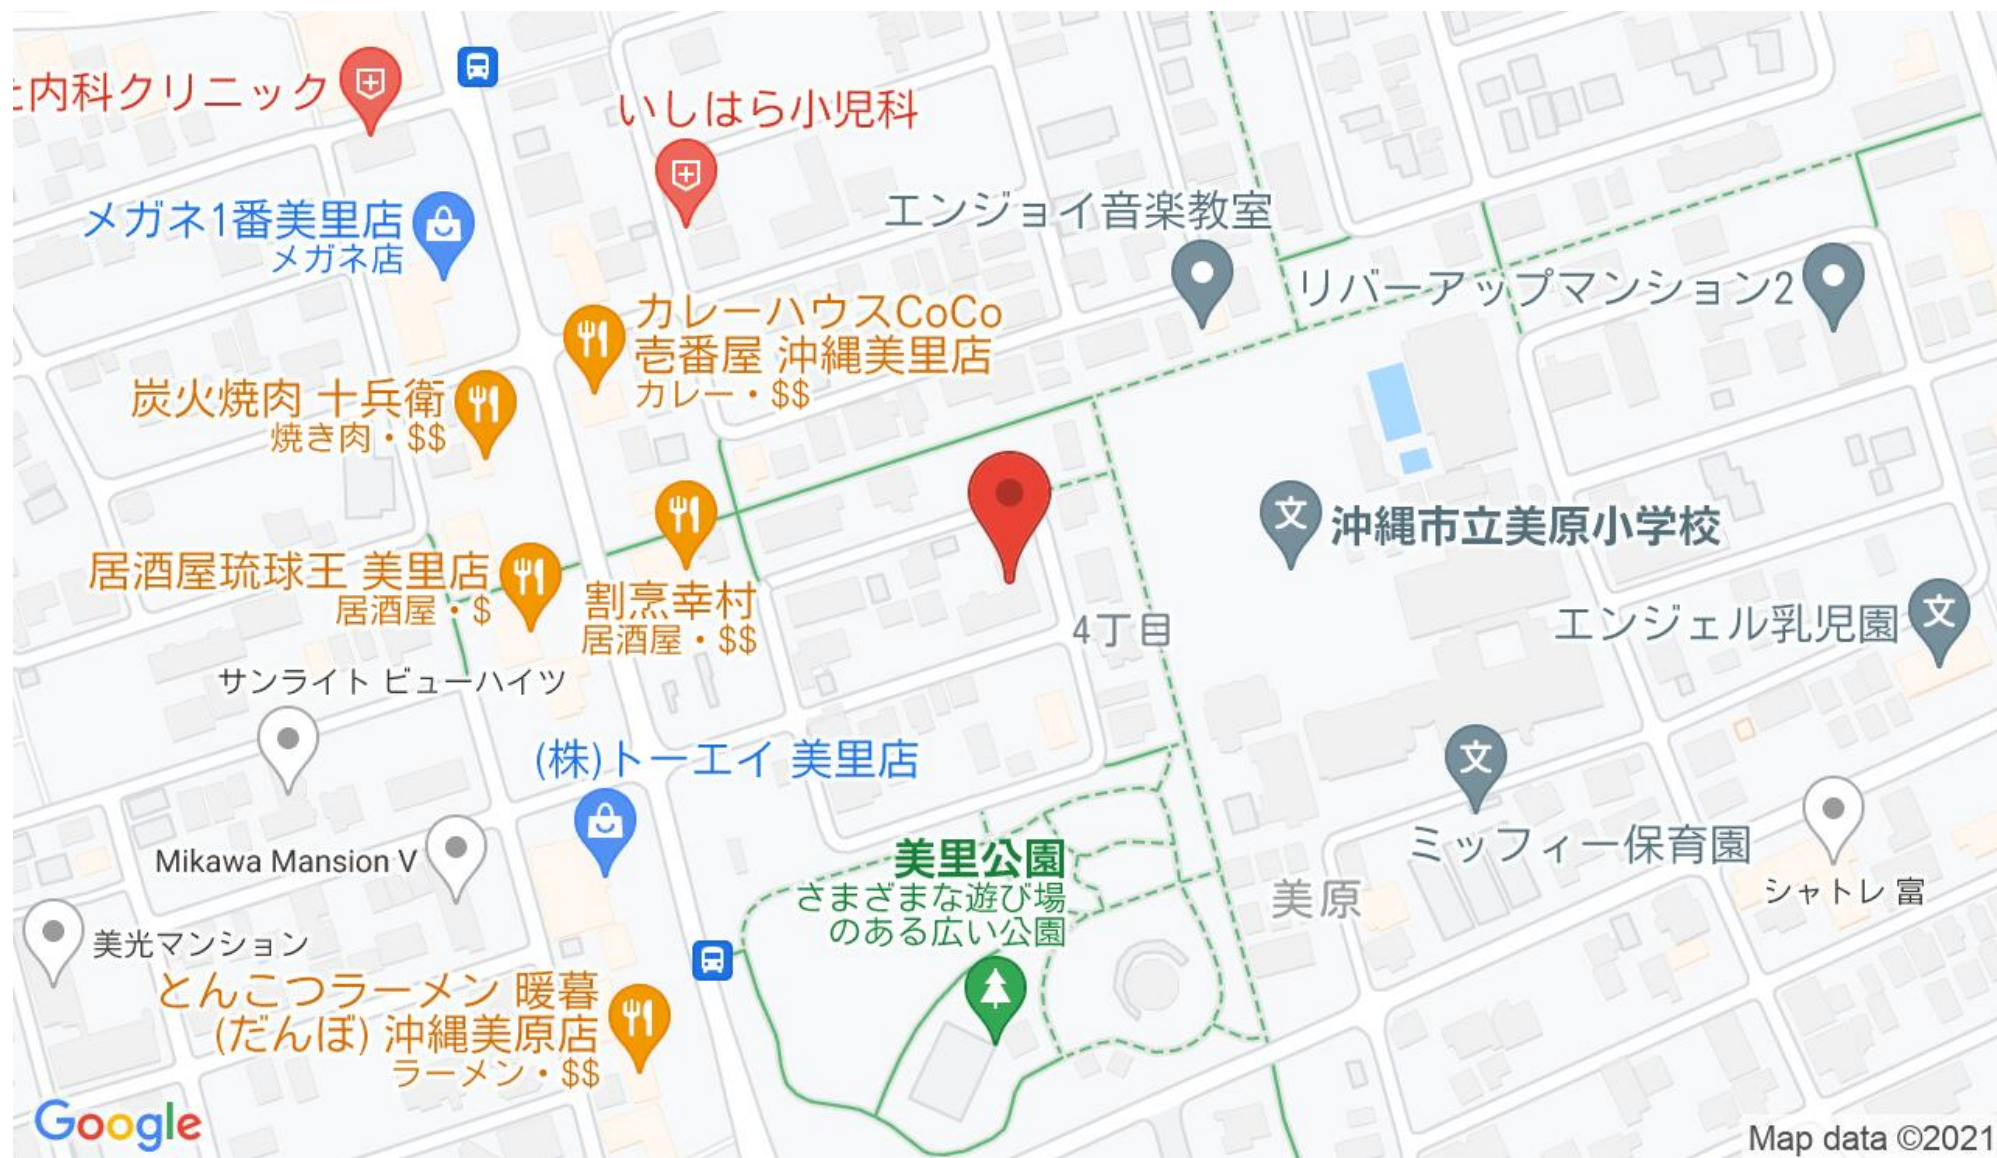 内科クリニック
いしはら小児科
メガネ1番美里店
メガネ店
エンジョイ音楽教室
リバーアップマンション2
カレーハウスCoCo
壱番屋 沖縄美里店
カレー・$$
炭火焼肉 十兵衛
焼き肉・$$
沖縄市立美原小学校
居酒屋琉球王 美里店
居酒屋・$
割烹幸村
居酒屋・$$
4丁目
エンジェル乳児園
サンライト ビューハイツ
(株)トーエイ 美里店
Mikawa Mansion V
美里公園
さまざまな遊び場
のある広い公園
ミッフィー保育園
美原
シャトレ 富
美光マンション
とんこつラーメン 暖暮
(だんぼ) 沖縄美原店
ラーメン・$$
Google
Map data ©2021
文
文
文